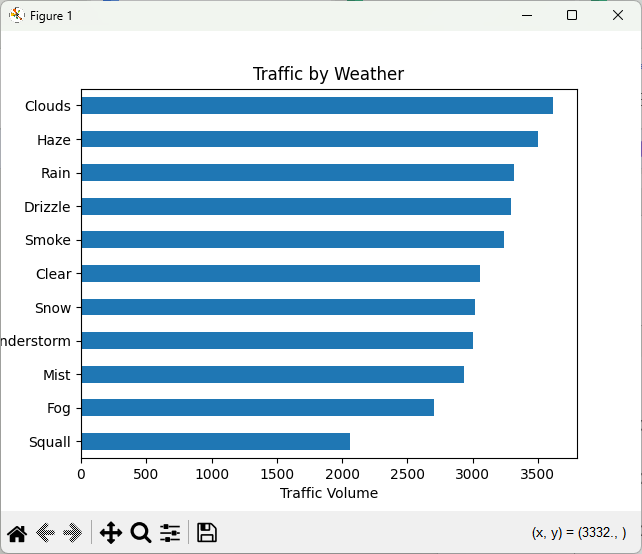 Figure 1
Traffic by Weather
Clouds
Haze
Rain
Drizzle
Smoke
Clear
Snow
nderstorm
Mist
Fog
Squall
0 500 1000 1500 2000 2500 3000 3500
Traffic Volume
(x, y) = (3332., )